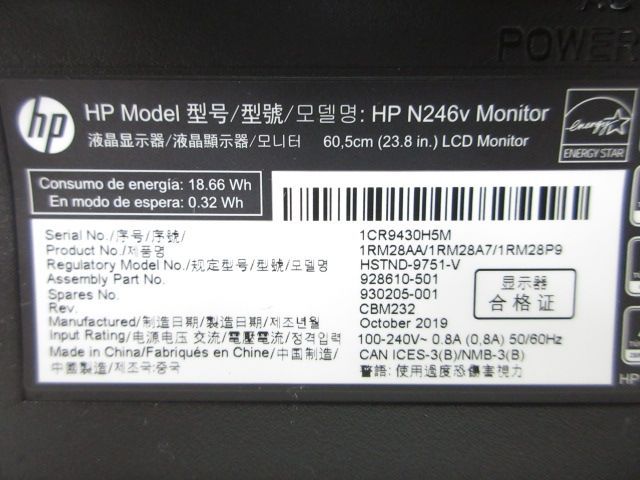 POWER
hp
HP Model 型号/型號/모델명: HP N246v Monitor
液晶显示器/液晶顯示器/모니터 60,5cm (23.8 in.) LCD Monitor
energy
ENERGY STAR
Consumo de energía: 18.66 Wh
En modo de espera: 0.32 Wh
Serial No./序号/序號/ 1CR9430H5M
Product No./제품명 1RM28AA/1RM28A7/1RM28P9
Regulatory Model No./规定型号/型號/모델명 HSTND-9751-V
Assembly Part No. 928610-501
Spares No. 930205-001
Rev. CBM232
显示器
合格证
Manufactured/制造日期/製造日期/제조년월 October 2019
Input Rating/电源电压 交流/電壓電流/정격입력 100-240V~ 0.8A (0,8A) 50/60Hz
Made in China/Fabriqués en Chine/中国制造/ CAN ICES-3(B)/NMB-3(B)
中國製造/제조국:중국 警語: 使用過度恐傷害視力
HP